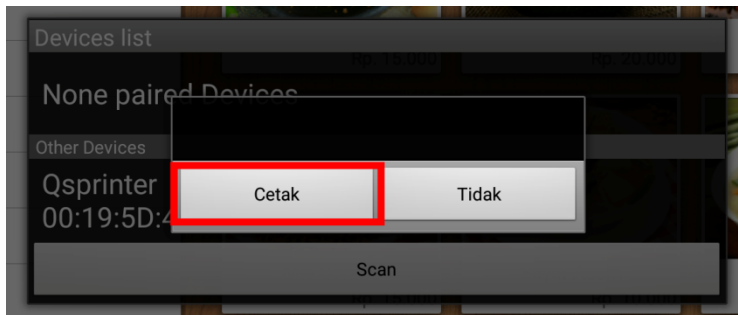 Devices list
Rp. 15.000
Rp. 20.000
None paired Devices
Other Devices
Qsprinter
00:19:5D:4
Cetak
Tidak
Scan